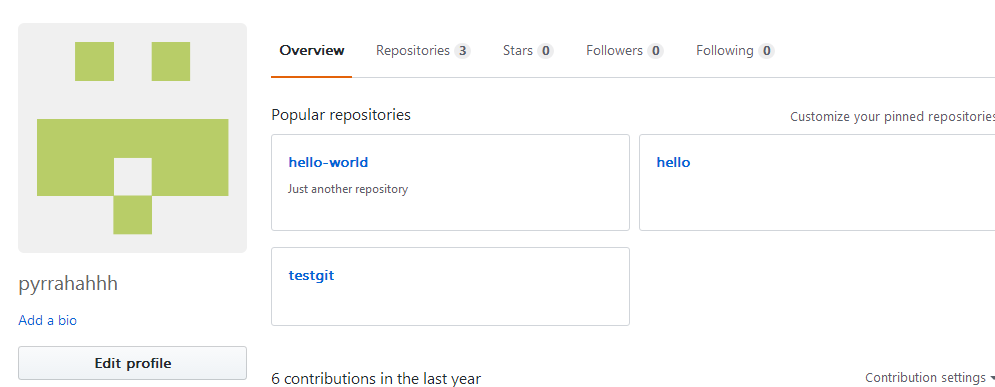 Overview Repositories 3 Stars 0 Followers 0 Following 0
Popular repositories Customize your pinned repositories
hello-world
Just another repository
hello
testgit
pyrrahahhh
Add a bio
Edit profile
6 contributions in the last year Contribution settings